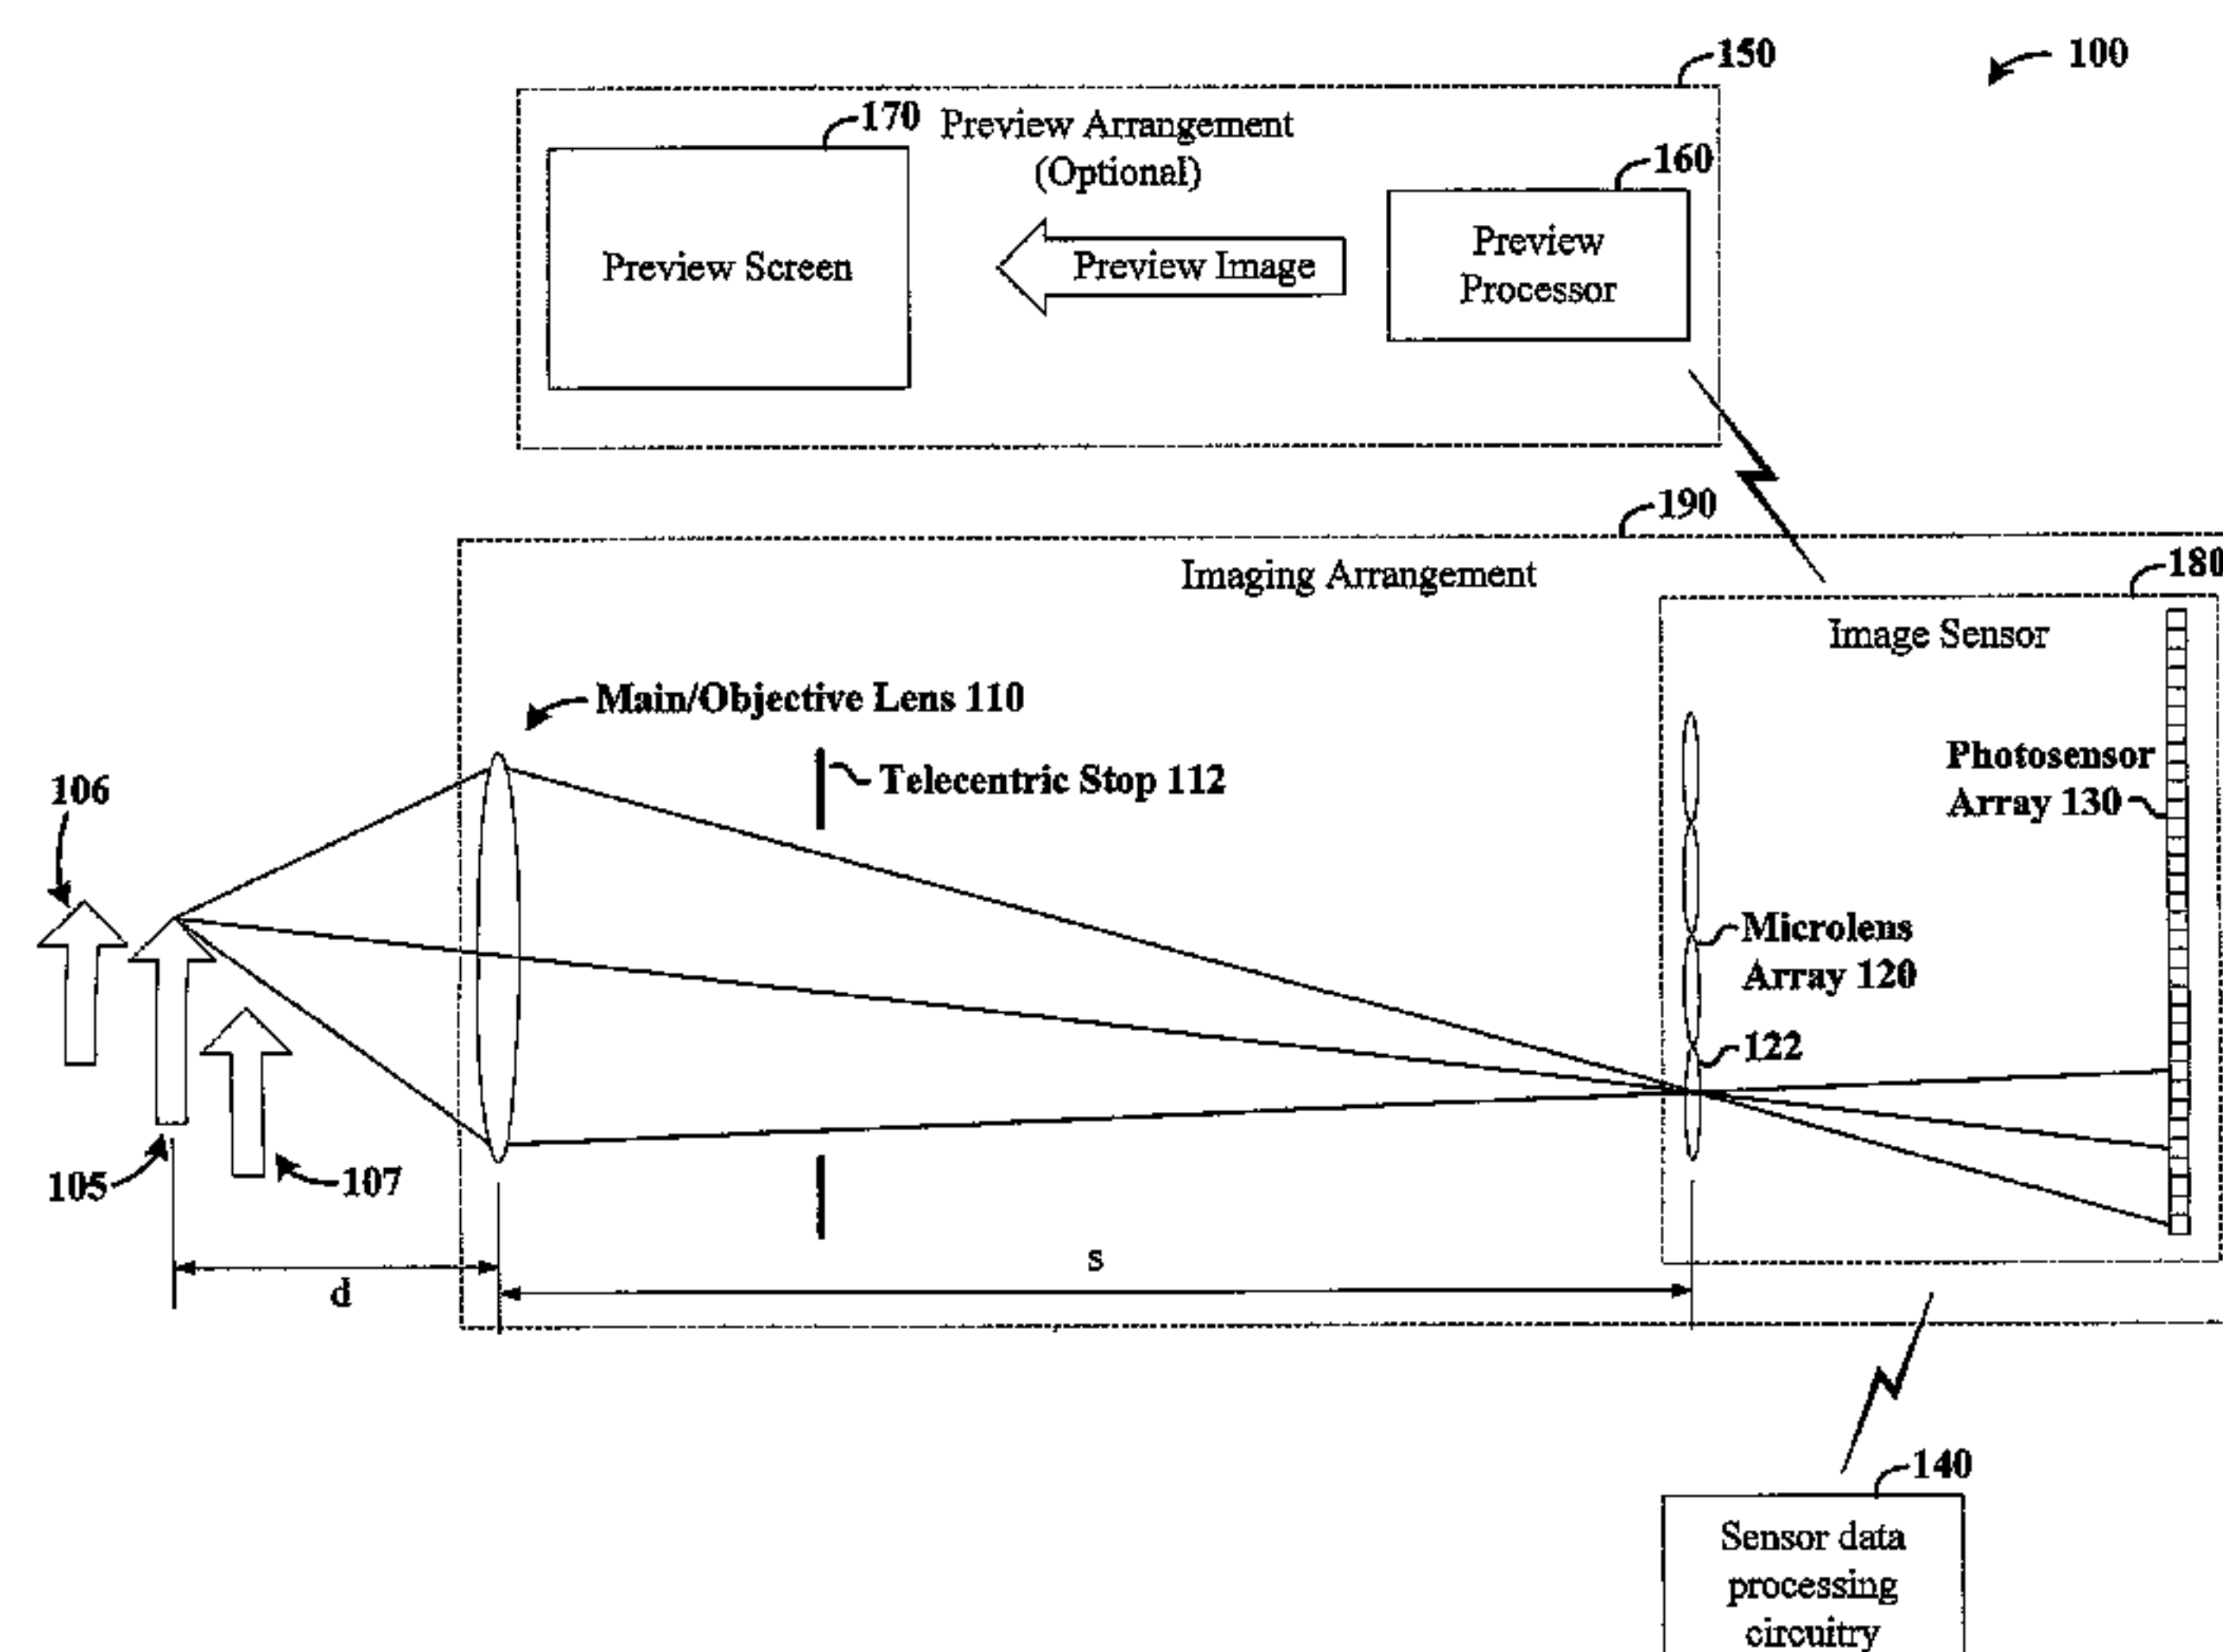 150
100
170
Preview Arrangement
(Optional)
160
Preview Screen
Preview Image
Preview
Processor
190
Imaging Arrangement
180
Image Sensor
Main/Objective Lens 110
Telecentric Stop 112
Photosensor
Array 130
106
Microlens
Array 120
122
105
107
d
s
140
Sensor data
processing
circuitry